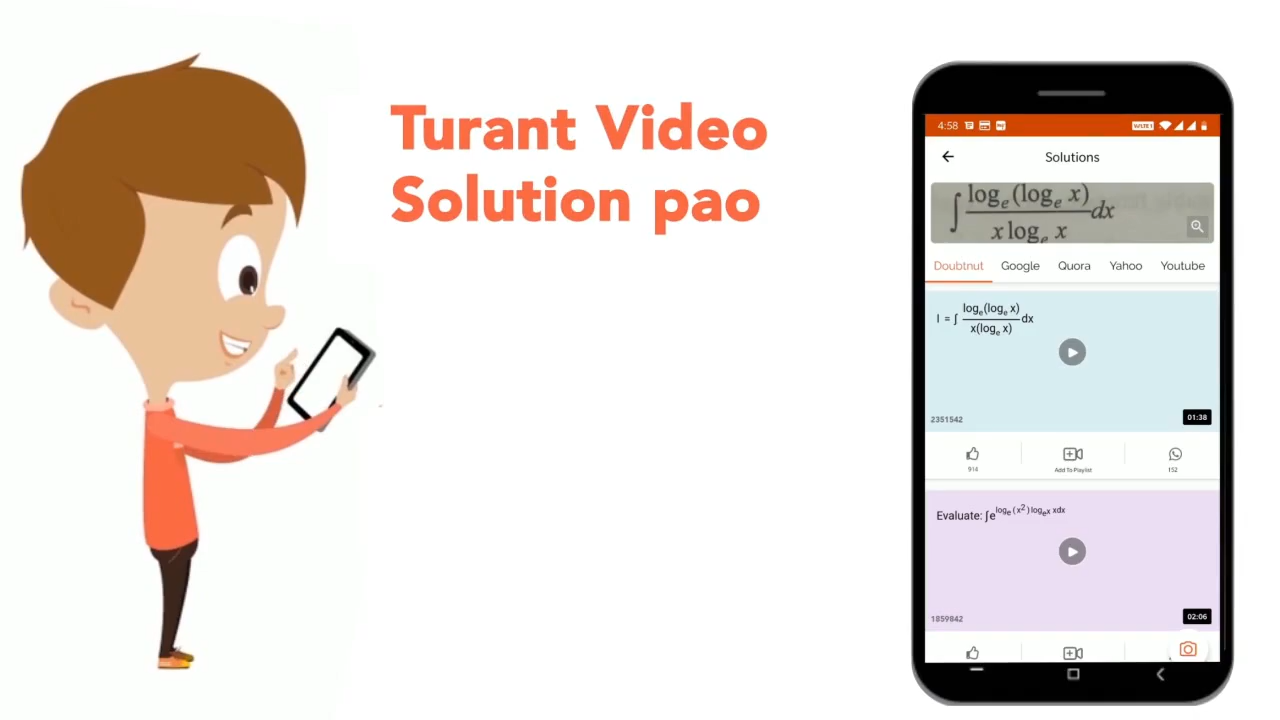 Turant Video
Solution pao
4:58
Solutions
∫ logₑ(logₑ x) / x logₑ x dx
Doubtnut Google Quora Yahoo Youtube
I = ∫ logₑ(logₑ x) / x(logₑ x) dx
2351542 01:38
914 Add To Playlist 152
Evaluate: ∫e^logₑ(x²)logₑx xdx
1859842 02:06